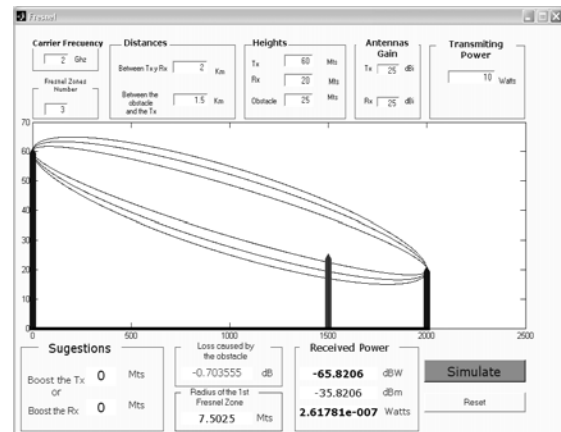 Fresnel
Carrier Frecuency
2 Ghz
Fresnel Zones
Number
3
Distances
Between Tx y Rx 2 Km
Between the
obstacle
and the Tx
1.5 Km
Heights
Tx 60 Mts
Rx 20 Mts
Obstacle 25 Mts
Antennas
Gain
Tx 25 dBi
Rx 25 dBi
Transmiting
Power
10 Watts
70
60
50
40
30
20
10
0
0 500 1000 1500 2000 2500
Sugestions
Boost the Tx 0 Mts
or
Boost the Rx 0 Mts
Loss caused by
the obstacle
-0.703555 dB
Radius of the 1st
Fresnel Zone
7.5025 Mts
Received Power
-65.8206 dBW
-35.8206 dBm
2.61781e-007 Watts
Simulate
Reset